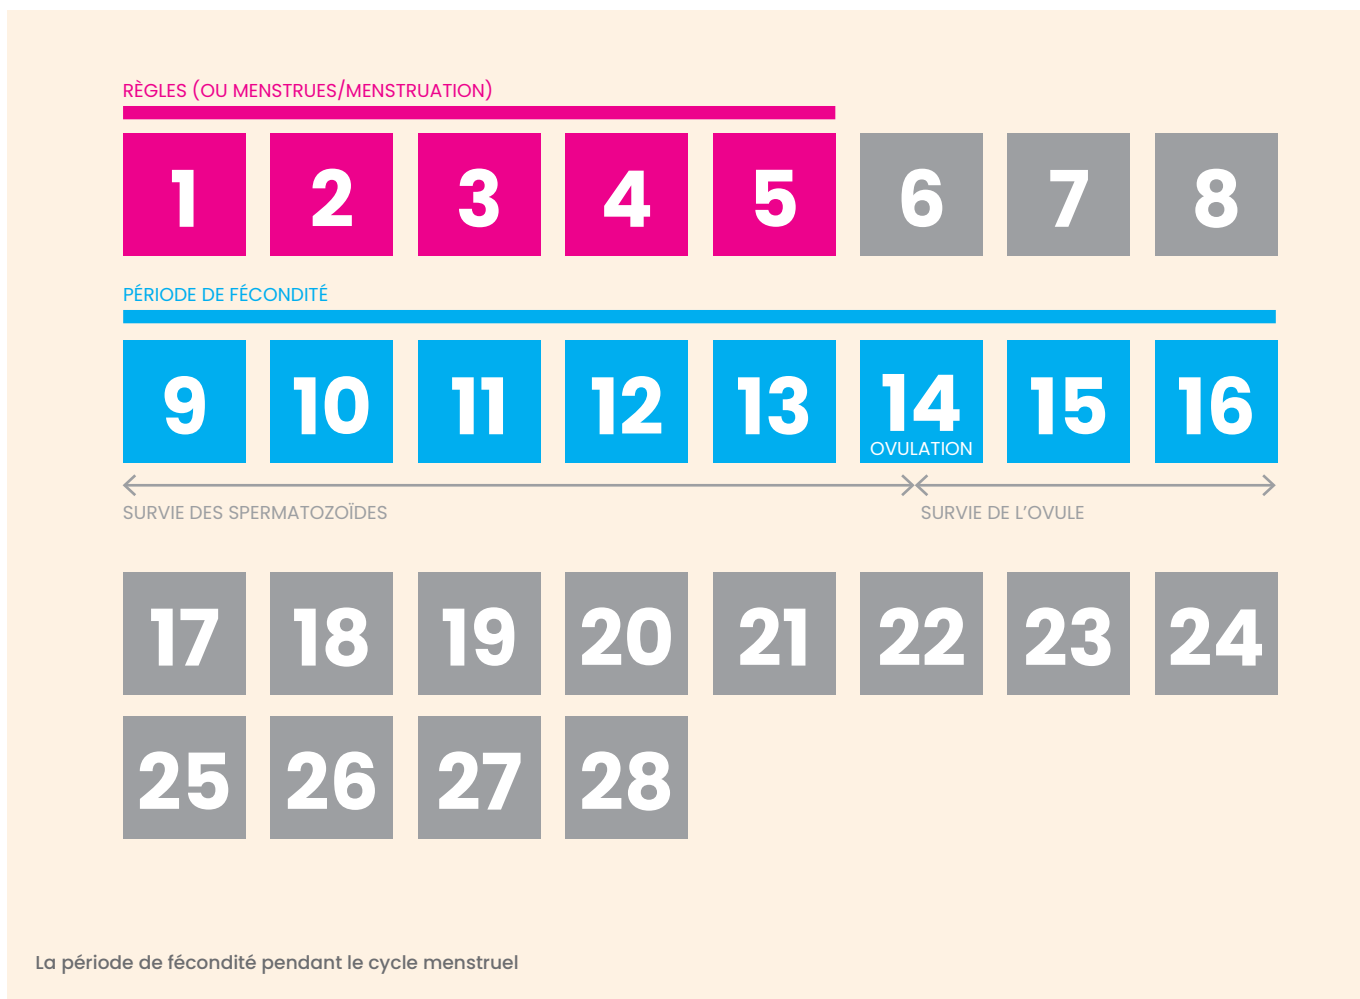 RÈGLES (OU MENSTRUES/MENSTRUATION)
1 2 3 4 5 6 7 8
PÉRIODE DE FÉCONDITÉ
9 10 11 12 13 14 15 16
OVULATION
SURVIE DES SPERMATOZOÏDES SURVIE DE L’OVULE
17 18 19 20 21 22 23 24
25 26 27 28
La période de fécondité pendant le cycle menstruel